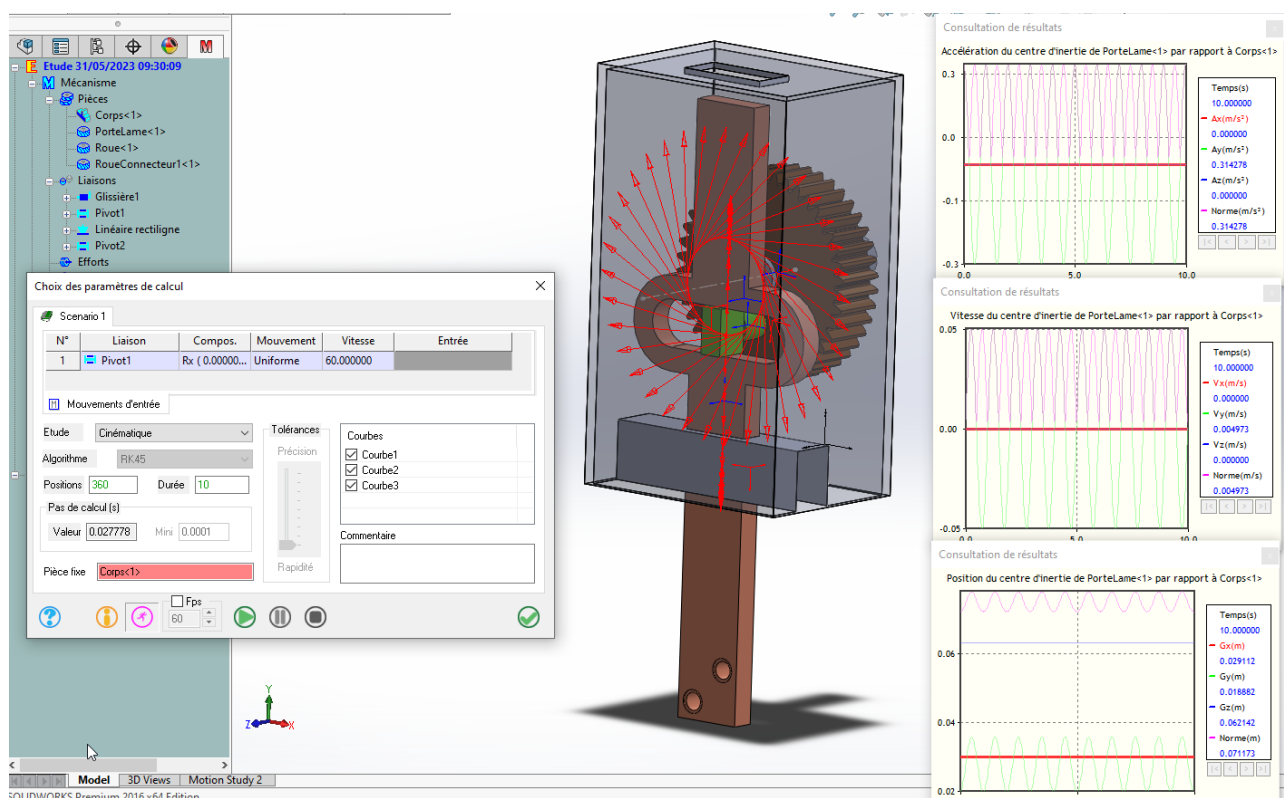 Etude 31/05/2023 09:30:09
Mécanisme
Pièces
Corps<1>
PorteLame<1>
Roue<1>
RoueConnecteur1<1>
Liaisons
Glissière1
Pivot1
Linéaire rectiligne
Pivot2
Efforts
Choix des paramètres de calcul
Scenario 1
N° Liaison Compos. Mouvement Vitesse Entrée
1 Pivot1 Rx ( 0.00000... Uniforme 60.000000
Mouvements d'entrée
Etude Cinématique
Algorithme RK45
Positions 360 Durée 10
Pas de calcul (s)
Valeur 0.027778 Mini 0.0001
Pièce fixe Corps<1>
Tolérances
Précision
Rapidité
Courbes
Courbe1
Courbe2
Courbe3
Commentaire
Fps
60
Y
Z X
Model 3D Views Motion Study 2
SOLIDWORKS Premium 2016 x64 Edition
Consultation de résultats
Accélération du centre d'inertie de PorteLame<1> par rapport à Corps<1>
0.3
0.0
-0.1
-0.3
0.0 5.0 10.0
Temps(s)
10.000000
Ax(m/s²)
0.000000
Ay(m/s²)
0.314278
Az(m/s²)
0.000000
Norme(m/s²)
0.314278
Consultation de résultats
Vitesse du centre d'inertie de PorteLame<1> par rapport à Corps<1>
0.05
0.00
-0.05
0.0 5.0 10.0
Temps(s)
10.000000
Vx(m/s)
0.000000
Vy(m/s)
0.004973
Vz(m/s)
0.000000
Norme(m/s)
0.004973
Consultation de résultats
Position du centre d'inertie de PorteLame<1> par rapport à Corps<1>
0.06
0.04
0.02
Temps(s)
10.000000
Gx(m)
0.029112
Gy(m)
0.018882
Gz(m)
0.062142
Norme(m)
0.071173